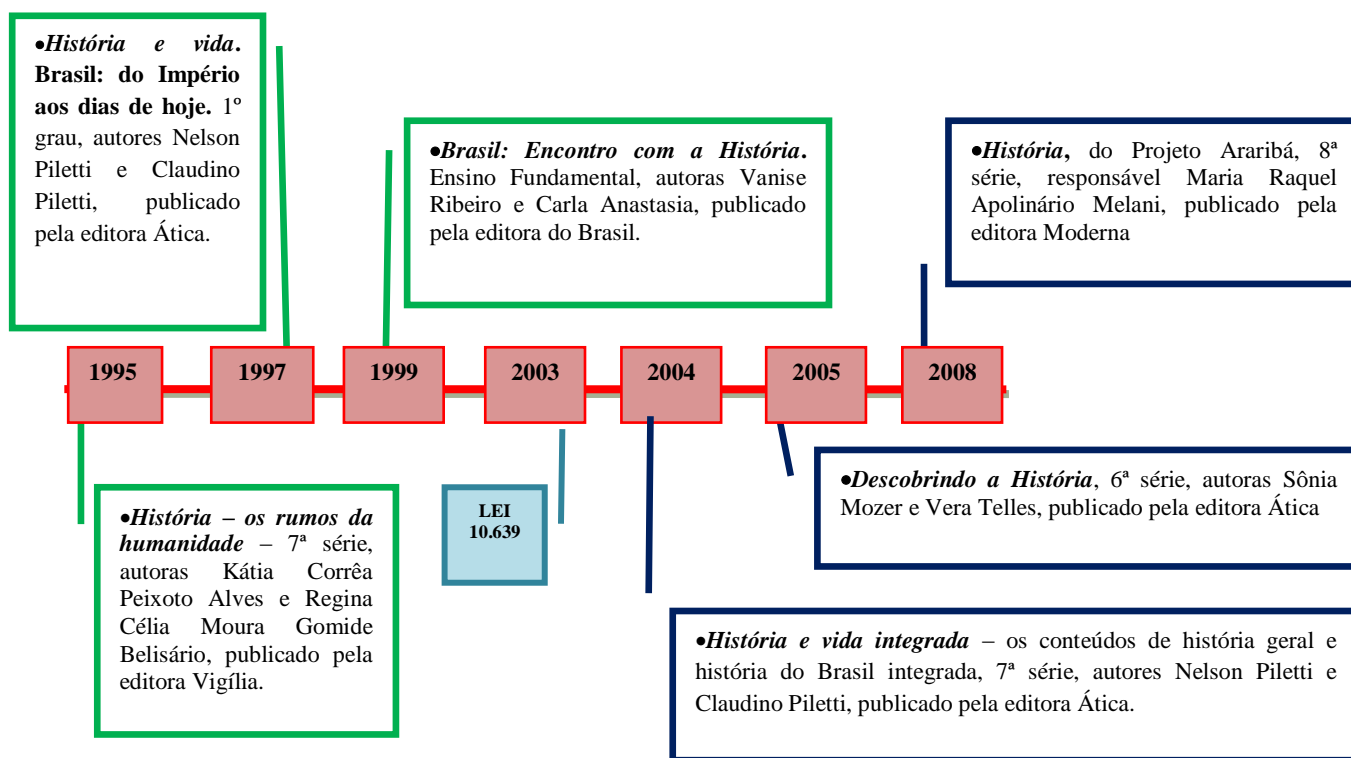 •História e vida.
Brasil: do Império
aos dias de hoje. 1º
grau, autores Nelson
Piletti e Claudino
Piletti, publicado
pela editora Ática.
•Brasil: Encontro com a História.
Ensino Fundamental, autoras Vanise
Ribeiro e Carla Anastasia, publicado
pela editora do Brasil.
•História, do Projeto Araribá, 8ª
série, responsável Maria Raquel
Apolinário Melani, publicado pela
editora Moderna
1995
1997
1999
2003
2004
2005
2008
•História – os rumos da
humanidade – 7ª série,
autoras Kátia Corrêa
Peixoto Alves e Regina
Célia Moura Gomide
Belisário, publicado pela
editora Vigília.
LEI
10.639
•Descobrindo a História, 6ª série, autoras Sônia
Mozer e Vera Telles, publicado pela editora Ática
•História e vida integrada – os conteúdos de história geral e
história do Brasil integrada, 7ª série, autores Nelson Piletti e
Claudino Piletti, publicado pela editora Ática.